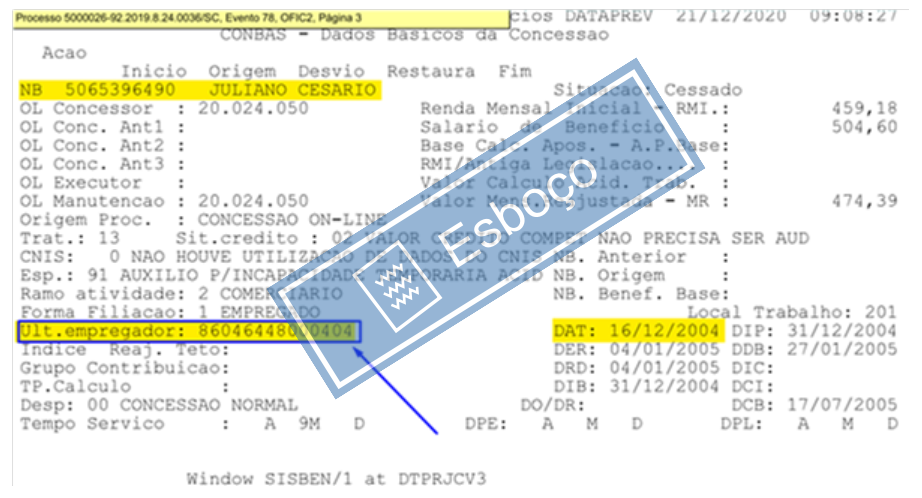 Processo 5000026-92.2019.8.24.0036/SC, Evento 78, OFIC2, Página 3
cios DATAPREV 21/12/2020 09:08:27
CONBAS - Dados Basicos da Concessao
Acao
Inicio Origem Desvio Restaura Fim
NB 5065396490 JULIANO CESARIO Situacao: Cessado
OL Concessor : 20.024.050 Renda Mensal Inicial - RMI.: 459,18
OL Conc. Ant1 : Salario de Beneficio : 504,60
OL Conc. Ant2 : Base Calc. Apos. - A.P.Base:
OL Conc. Ant3 : RMI/Antiga Legislacao... :
OL Executor : Valor Calculo Acid. Trab. :
OL Manutencao : 20.024.050 Valor Mens.Reajustada - MR : 474,39
Origem Proc. : CONCESSAO ON-LINE
Trat.: 13 Sit.credito : 02 VALOR CREDITO COMPET NAO PRECISA SER AUD
CNIS: 0 NAO HOUVE UTILIZACAO DE DADOS DO CNIS NB. Anterior :
Esp.: 91 AUXILIO P/INCAPACIDADE TEMPORARIA ACID NB. Origem :
Ramo atividade: 2 COMERCIARIO NB. Benef. Base:
Forma Filiacao: 1 EMPREGADO Local Trabalho: 201
Ult.empregador: 86046448000404 DAT: 16/12/2004 DIP: 31/12/2004
Indice Reaj. Teto: DER: 04/01/2005 DDB: 27/01/2005
Grupo Contribuicao: DRD: 04/01/2005 DIC:
TP.Calculo : DIB: 31/12/2004 DCI:
Desp: 00 CONCESSAO NORMAL DO/DR: DCB: 17/07/2005
Tempo Servico : A 9M D DPE: A M D DPL: A M D
Window SISBEN/1 at DTPRJCV3
Esboço